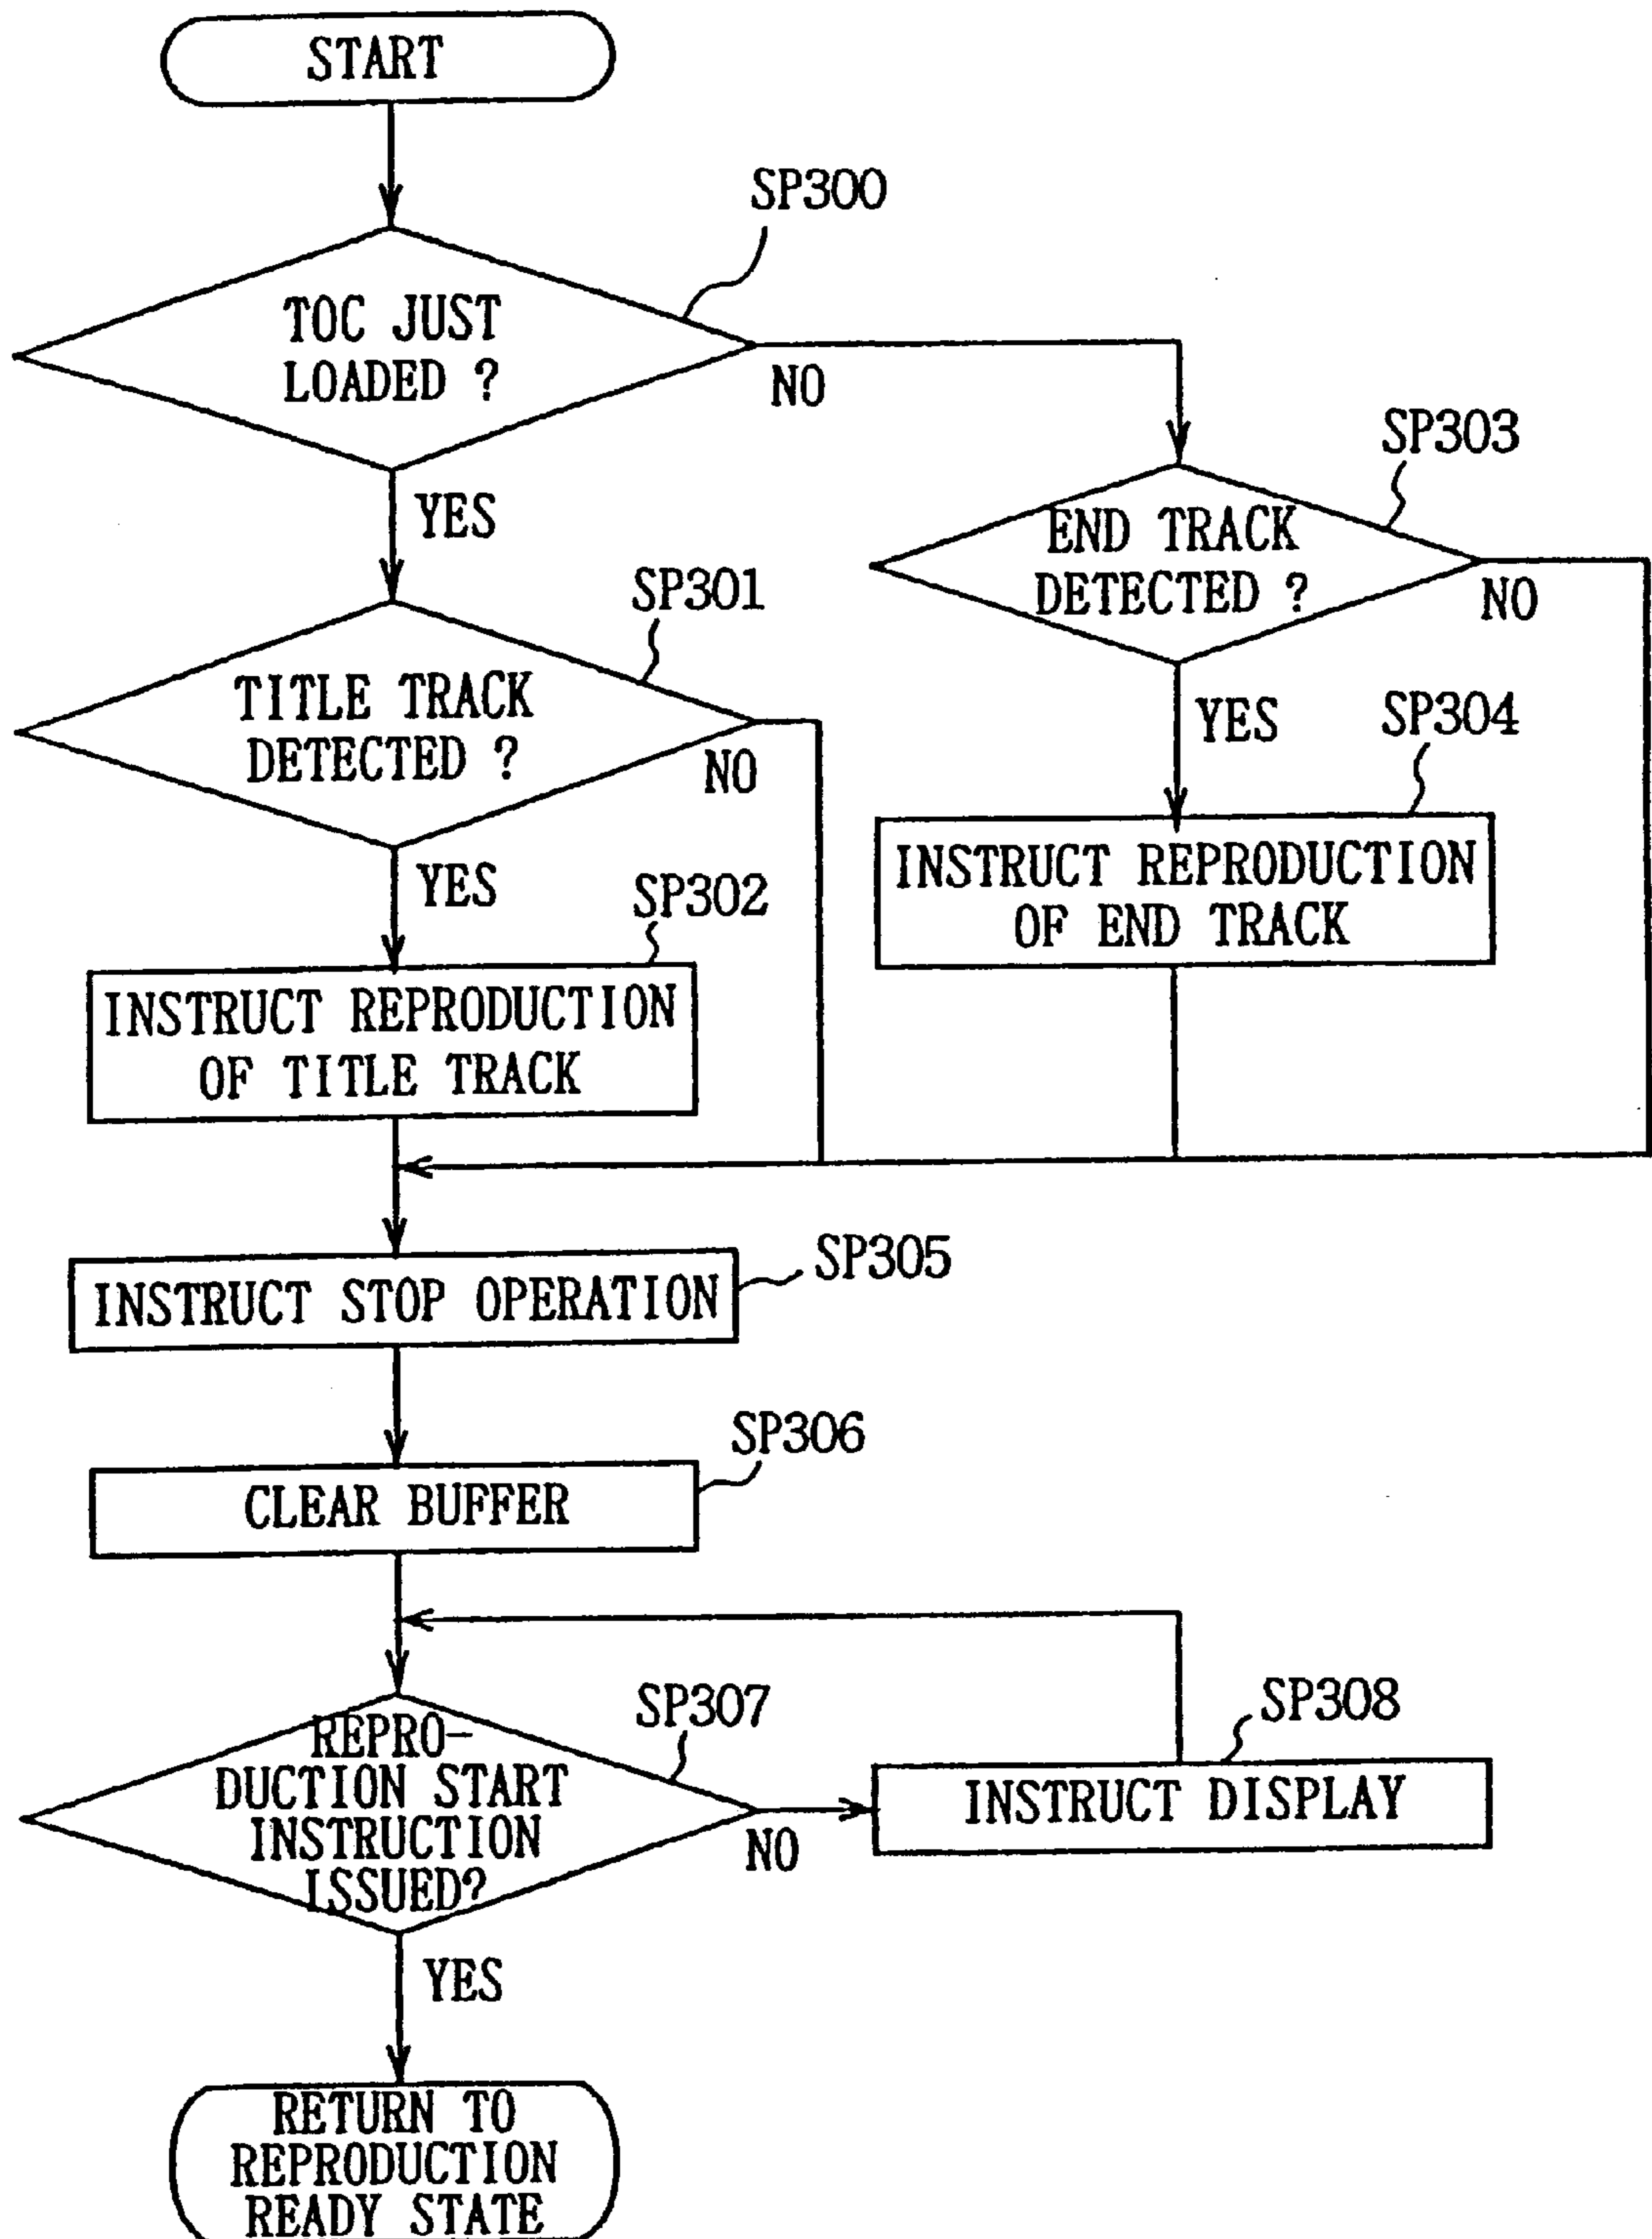 START
SP300
TOC JUST
LOADED ?
NO
YES
SP303
END TRACK
DETECTED ?
NO
SP301
TITLE TRACK
DETECTED ?
NO
YES
SP304
INSTRUCT REPRODUCTION
OF END TRACK
YES
SP302
INSTRUCT REPRODUCTION
OF TITLE TRACK
INSTRUCT STOP OPERATION
SP305
SP306
CLEAR BUFFER
SP307
REPRO-
DUCTION START
INSTRUCTION
ISSUED?
NO
SP308
INSTRUCT DISPLAY
YES
RETURN TO
REPRODUCTION
READY STATE